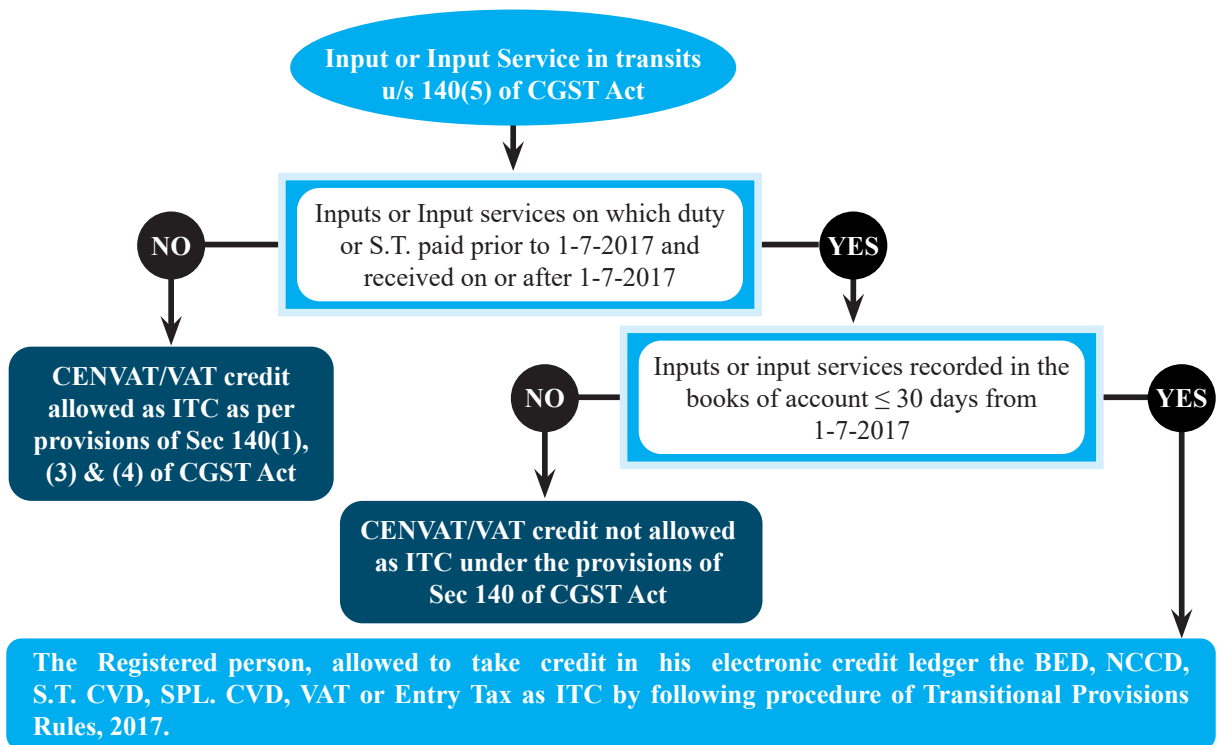 Input or Input Service in transits
u/s 140(5) of CGST Act
Inputs or Input services on which duty
or S.T. paid prior to 1-7-2017 and
received on or after 1-7-2017
NO
YES
CENVAT/VAT credit
allowed as ITC as per
provisions of Sec 140(1),
(3) & (4) of CGST Act
Inputs or input services recorded in the
books of account ≤ 30 days from
1-7-2017
NO
YES
CENVAT/VAT credit not allowed
as ITC under the provisions of
Sec 140 of CGST Act
The Registered person, allowed to take credit in his electronic credit ledger the BED, NCCD,
S.T. CVD, SPL. CVD, VAT or Entry Tax as ITC by following procedure of Transitional Provisions
Rules, 2017.